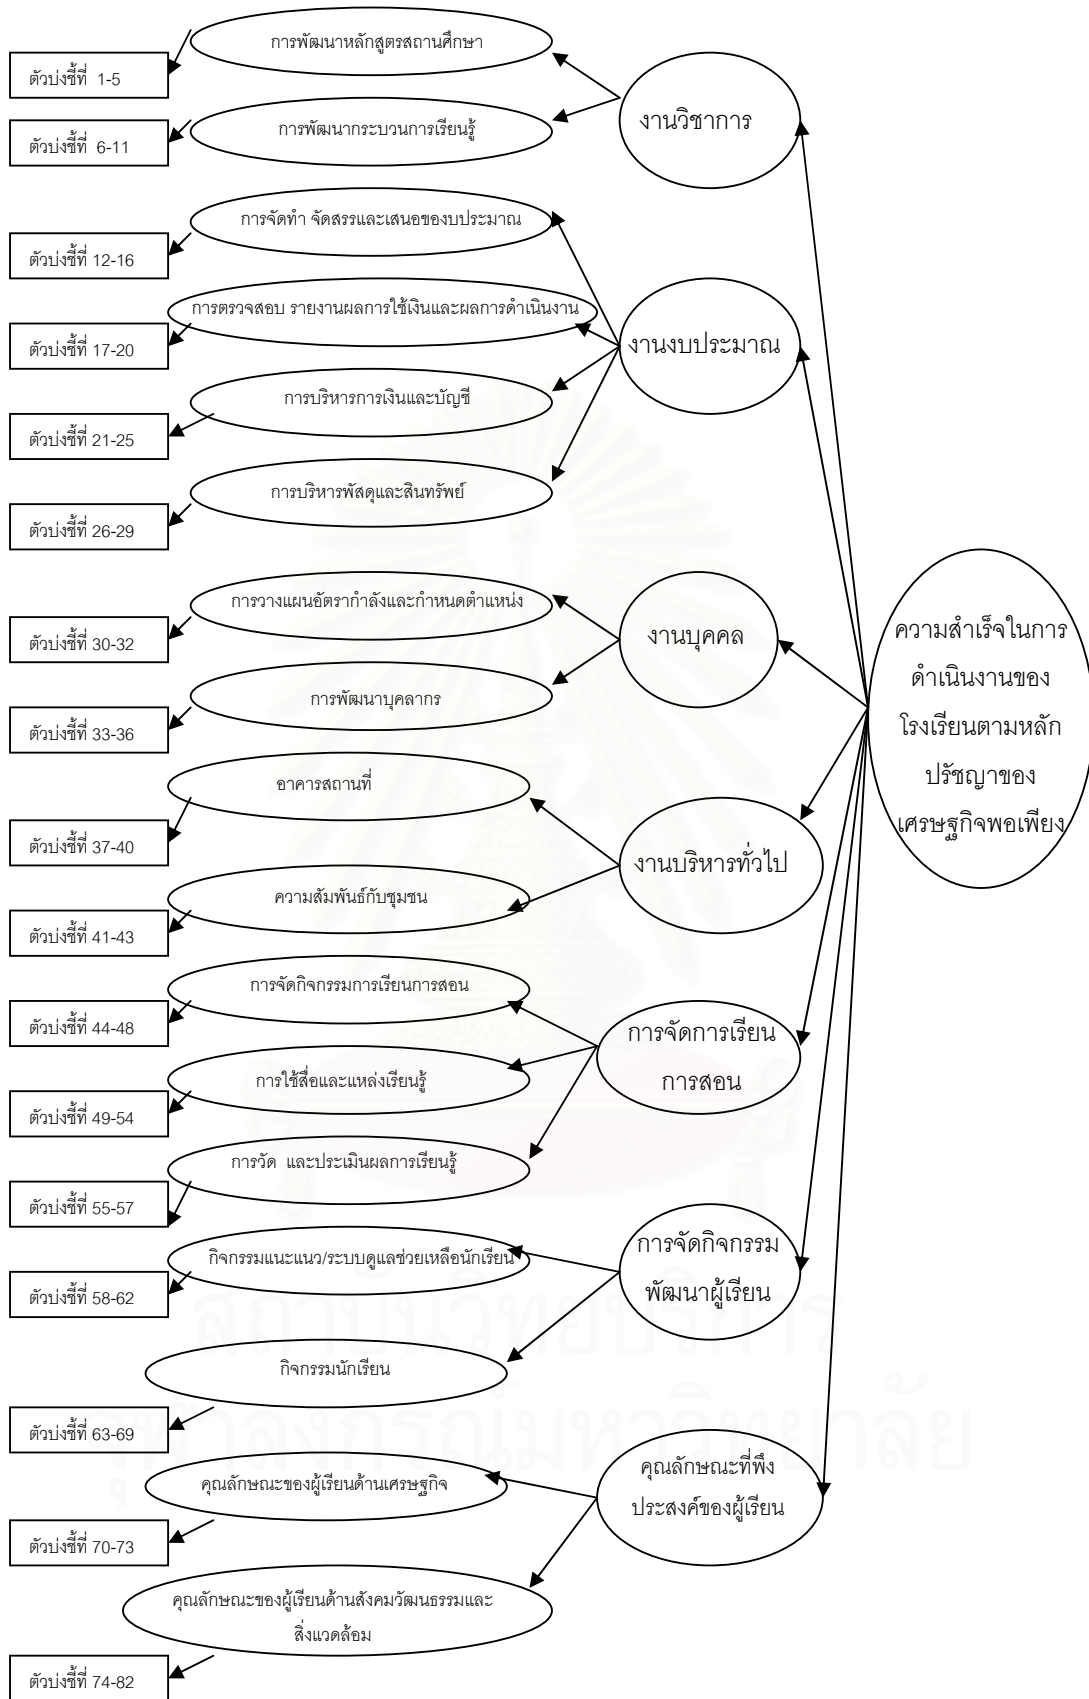 การพัฒนาหลักสูตรสถานศึกษา
ตัวบ่งชี้ที่ 1-5
งานวิชาการ
การพัฒนากระบวนการเรียนรู้
ตัวบ่งชี้ที่ 6-11
การจัดทำ จัดสรรและเสนอของบประมาณ
ตัวบ่งชี้ที่ 12-16
การตรวจสอบ รายงานผลการใช้เงินและผลการดำเนินงาน
ตัวบ่งชี้ที่ 17-20
งานงบประมาณ
การบริหารการเงินและบัญชี
ตัวบ่งชี้ที่ 21-25
การบริหารพัสดุและสินทรัพย์
ตัวบ่งชี้ที่ 26-29
การวางแผนอัตรากำลังและกำหนดตำแหน่ง
ตัวบ่งชี้ที่ 30-32
งานบุคคล
การพัฒนาบุคลากร
ตัวบ่งชี้ที่ 33-36
ความสำเร็จในการ
ดำเนินงานของ
โรงเรียนตามหลัก
ปรัชญาของ
เศรษฐกิจพอเพียง
อาคารสถานที่
ตัวบ่งชี้ที่ 37-40
งานบริหารทั่วไป
ความสัมพันธ์กับชุมชน
ตัวบ่งชี้ที่ 41-43
การจัดกิจกรรมการเรียนการสอน
ตัวบ่งชี้ที่ 44-48
การจัดการเรียน
การสอน
การใช้สื่อและแหล่งเรียนรู้
ตัวบ่งชี้ที่ 49-54
การวัด และประเมินผลการเรียนรู้
ตัวบ่งชี้ที่ 55-57
กิจกรรมแนะแนว/ระบบดูแลช่วยเหลือนักเรียน
ตัวบ่งชี้ที่ 58-62
การจัดกิจกรรม
พัฒนาผู้เรียน
กิจกรรมนักเรียน
ตัวบ่งชี้ที่ 63-69
คุณลักษณะของผู้เรียนด้านเศรษฐกิจ
ตัวบ่งชี้ที่ 70-73
คุณลักษณะที่พึง
ประสงค์ของผู้เรียน
คุณลักษณะของผู้เรียนด้านสังคมวัฒนธรรมและ
สิ่งแวดล้อม
ตัวบ่งชี้ที่ 74-82
สถาบันวิทยบริการ
จุฬาลงกรณ์มหาวิทยาลัย